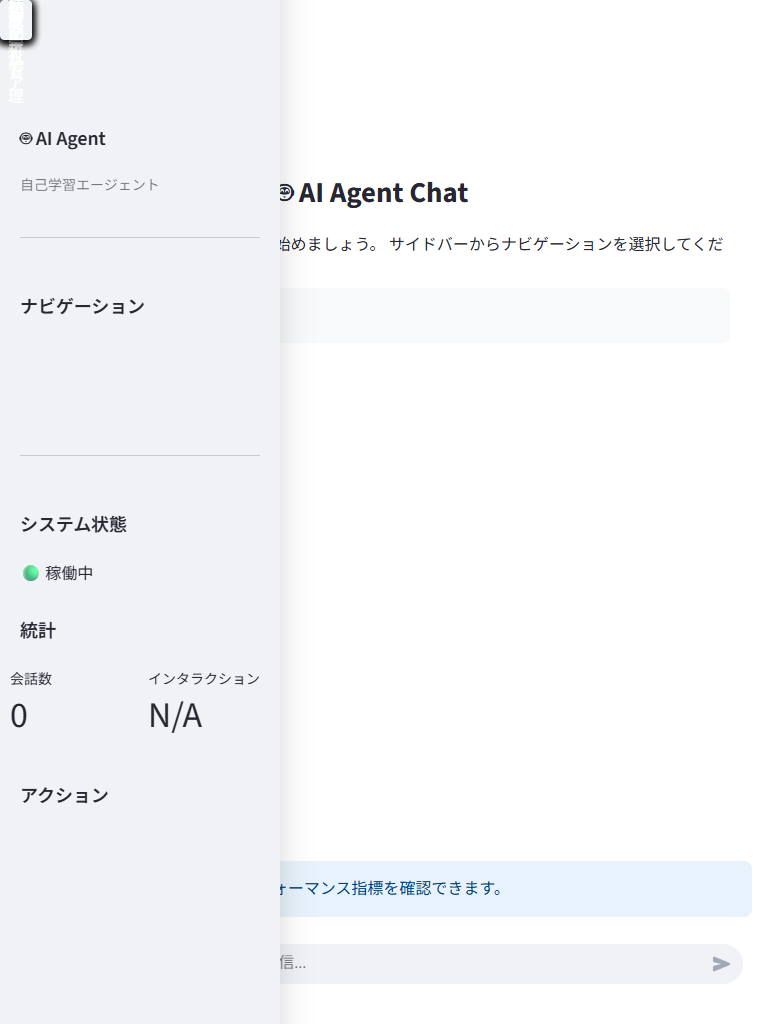 AI Agent
自己学習エージェント
ナビゲーション
システム状態
稼働中
統計
会話数
インタラクション
0
N/A
アクション
AI Agent Chat
始めましょう。 サイドバーからナビゲーションを選択してくだ
ォーマンス指標を確認できます。
信...